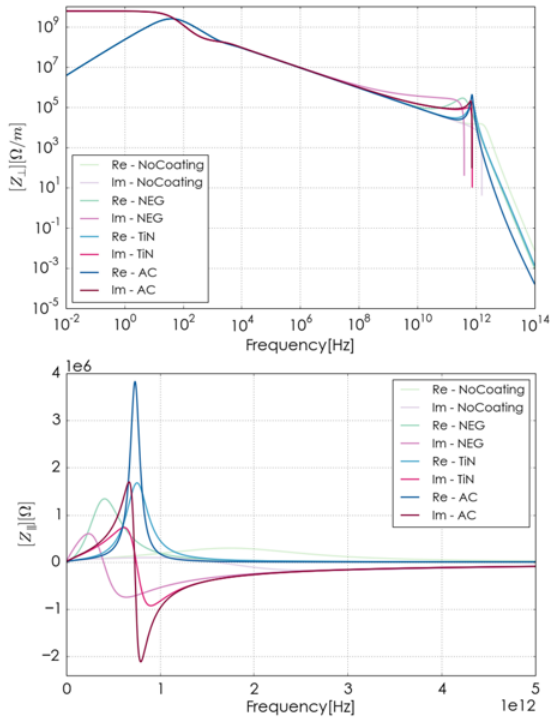 [Z⊥][Ω/m]
10⁹
10⁷
10⁵
10³
10¹
10⁻¹
10⁻³
10⁻⁵
Re - NoCoating
Im - NoCoating
Re - NEG
Im - NEG
Re - TiN
Im - TiN
Re - AC
Im - AC
10⁻² 10⁰ 10² 10⁴ 10⁶ 10⁸ 10¹⁰ 10¹² 10¹⁴
Frequency[Hz]
1e6
[Z∥][Ω]
4
3
2
1
0
−1
−2
Re - NoCoating
Im - NoCoating
Re - NEG
Im - NEG
Re - TiN
Im - TiN
Re - AC
Im - AC
0 1 2 3 4 5
Frequency[Hz]
1e12